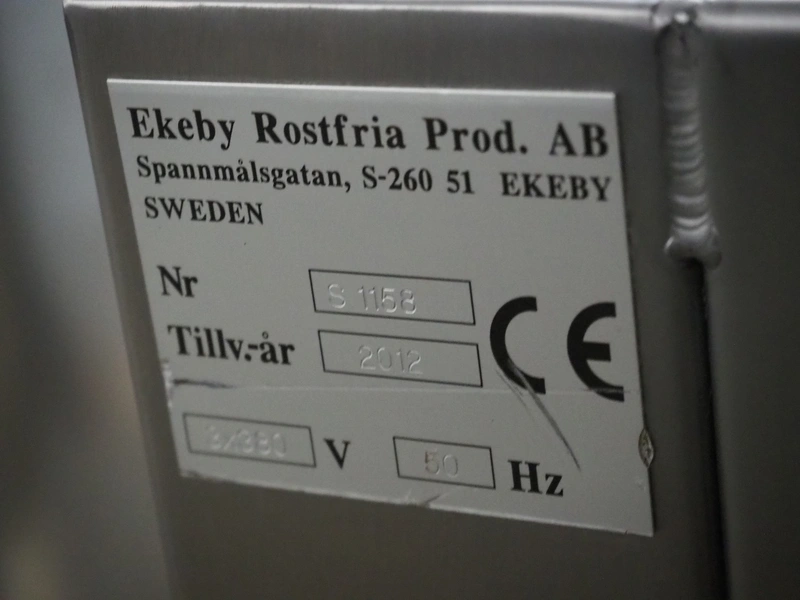 Ekeby Rostfria Prod. AB
Spannmålsgatan, S-260 51 EKEBY
SWEDEN
Nr S 1158
Tillv.-år 2012
CE
3x380 V 50 Hz